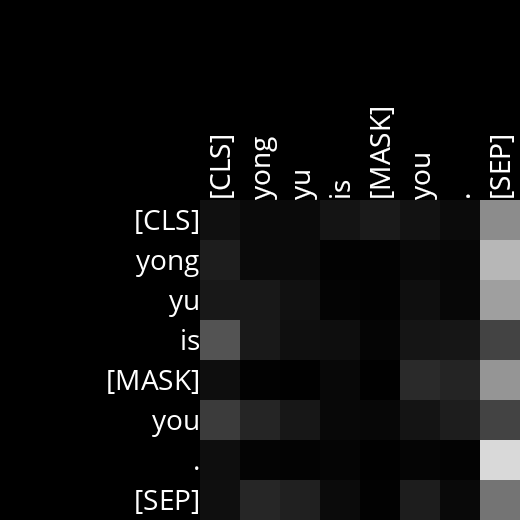 [CLS] yong yu is [MASK] you . [SEP]
[CLS]
yong
yu
is
[MASK]
you
.
[SEP]